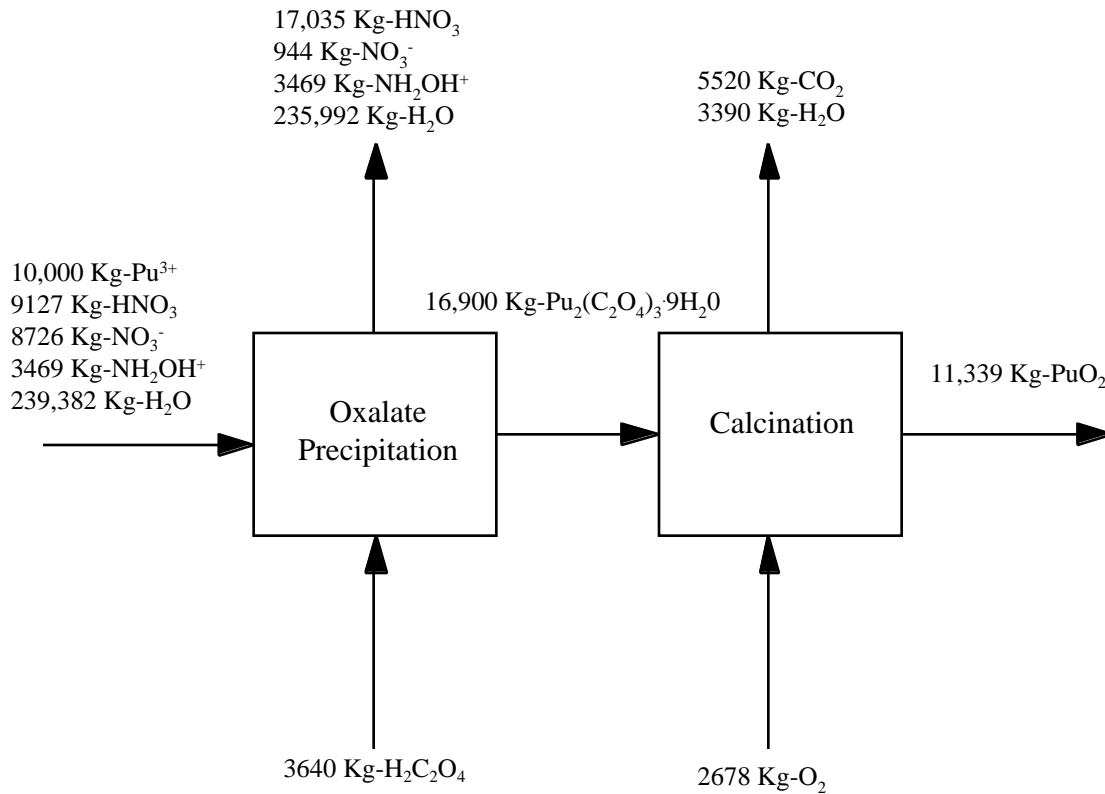 17,035 Kg-HNO₃
944 Kg-NO₃⁻
3469 Kg-NH₂OH⁺
235,992 Kg-H₂O
5520 Kg-CO₂
3390 Kg-H₂O
10,000 Kg-Pu³⁺
9127 Kg-HNO₃
8726 Kg-NO₃⁻
3469 Kg-NH₂OH⁺
239,382 Kg-H₂O
16,900 Kg-Pu₂(C₂O₄)₃·9H₂0
11,339 Kg-PuO₂
Oxalate
Precipitation
Calcination
3640 Kg-H₂C₂O₄
2678 Kg-O₂